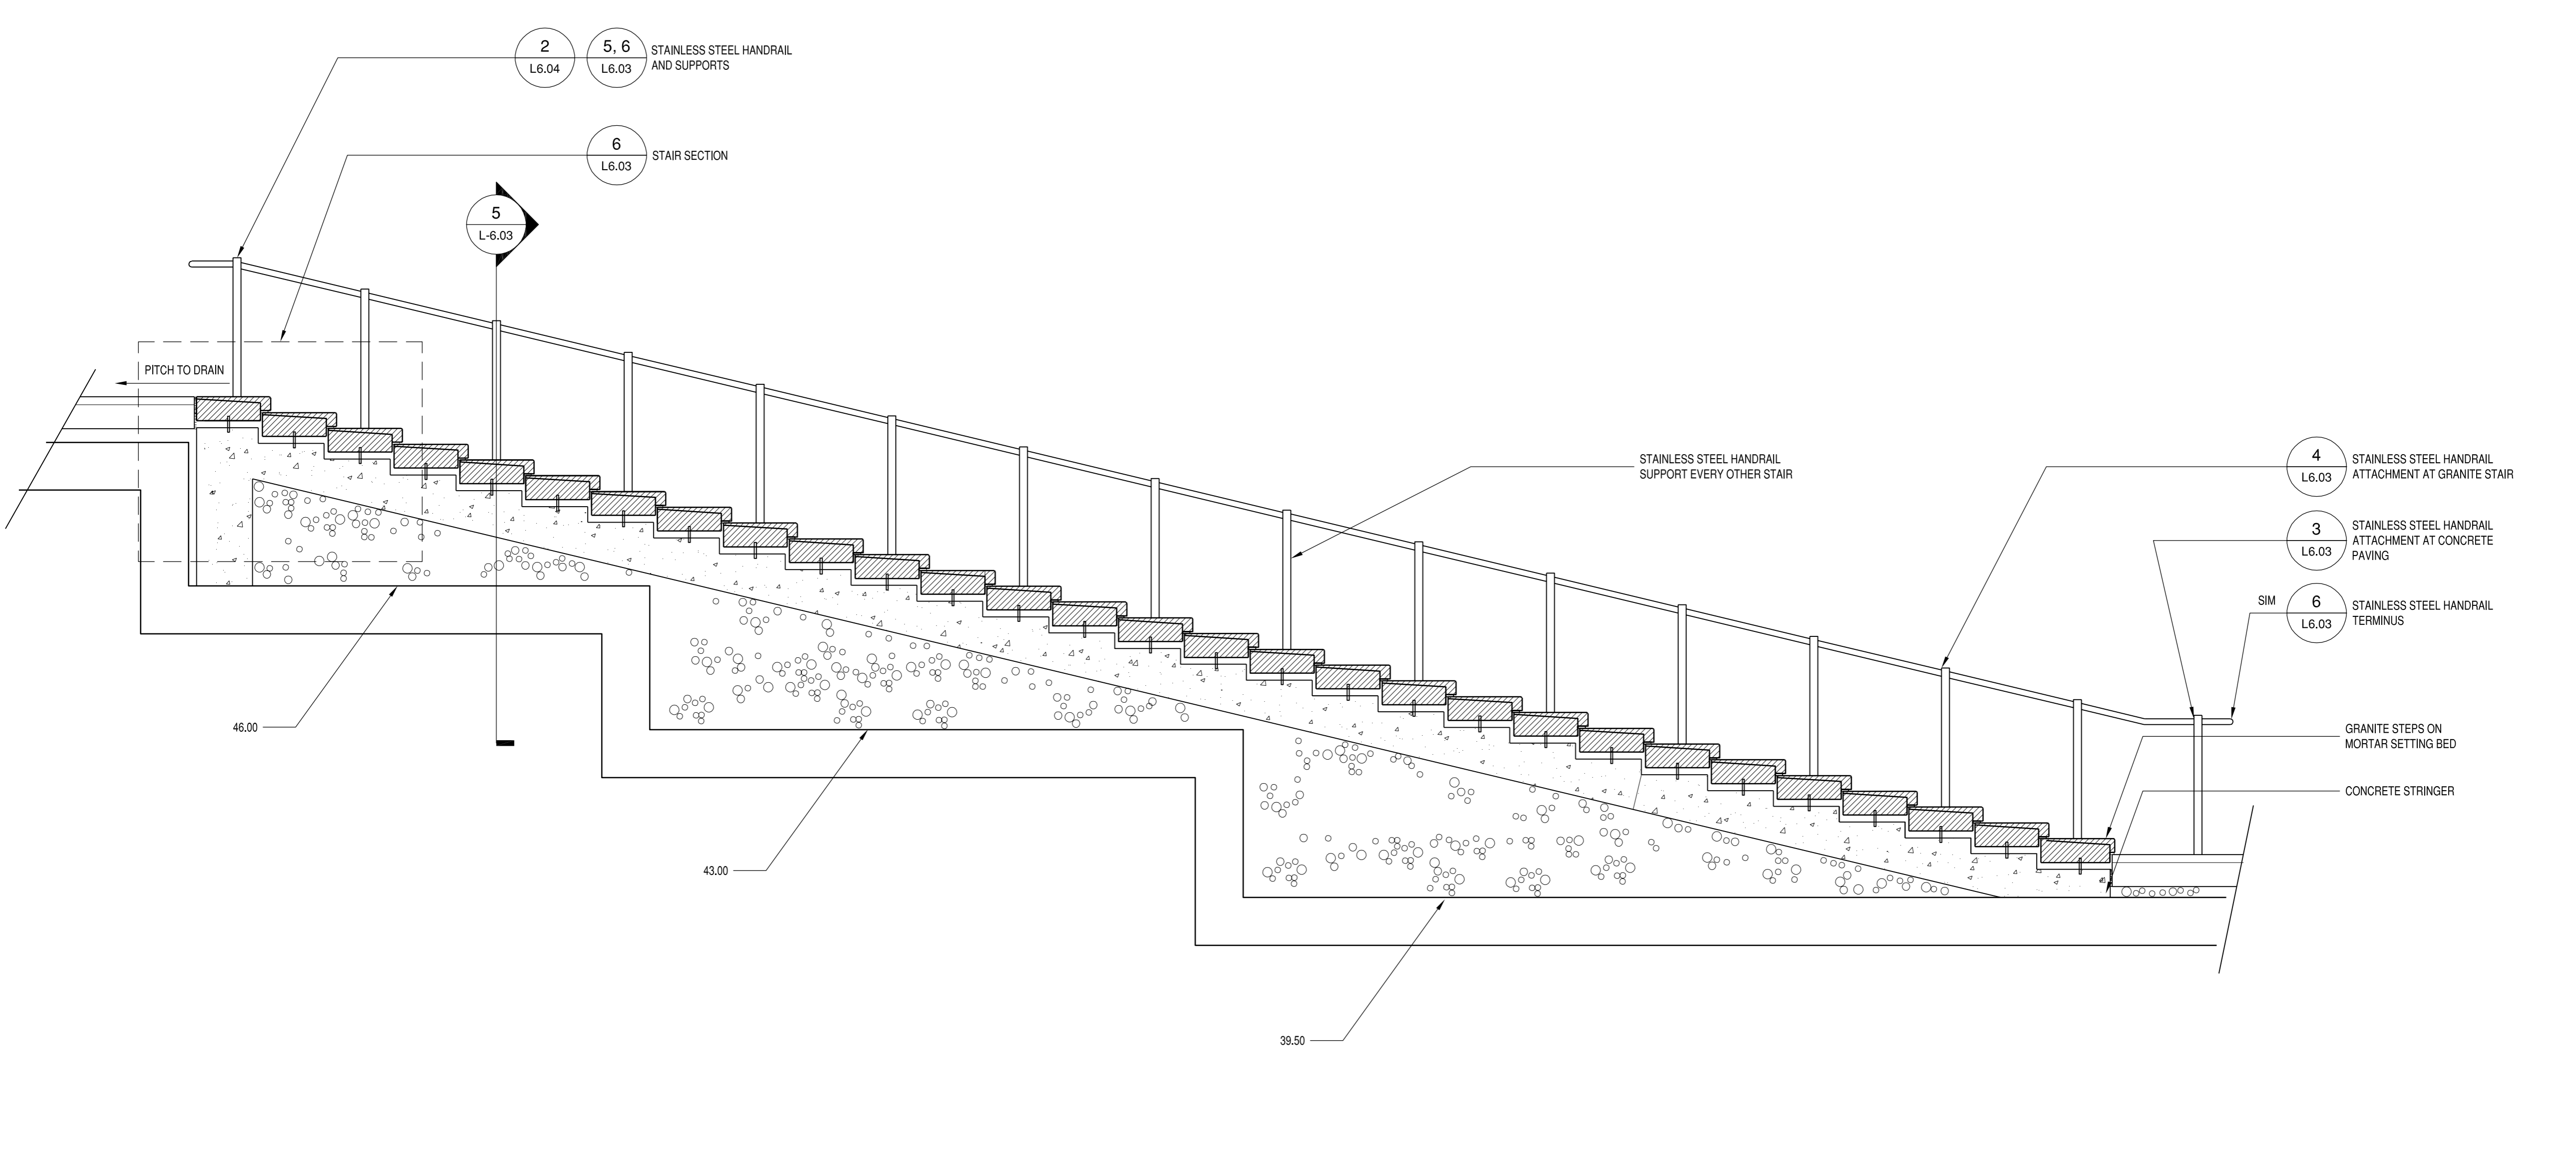 2
L6.04
5, 6
L6.03
STAINLESS STEEL HANDRAIL
AND SUPPORTS
6
L6.03
STAIR SECTION
5
L-6.03
PITCH TO DRAIN
STAINLESS STEEL HANDRAIL
SUPPORT EVERY OTHER STAIR
4
L6.03
STAINLESS STEEL HANDRAIL
ATTACHMENT AT GRANITE STAIR
3
L6.03
STAINLESS STEEL HANDRAIL
ATTACHMENT AT CONCRETE
PAVING
SIM
6
L6.03
STAINLESS STEEL HANDRAIL
TERMINUS
46.00
GRANITE STEPS ON
MORTAR SETTING BED
CONCRETE STRINGER
43.00
39.50